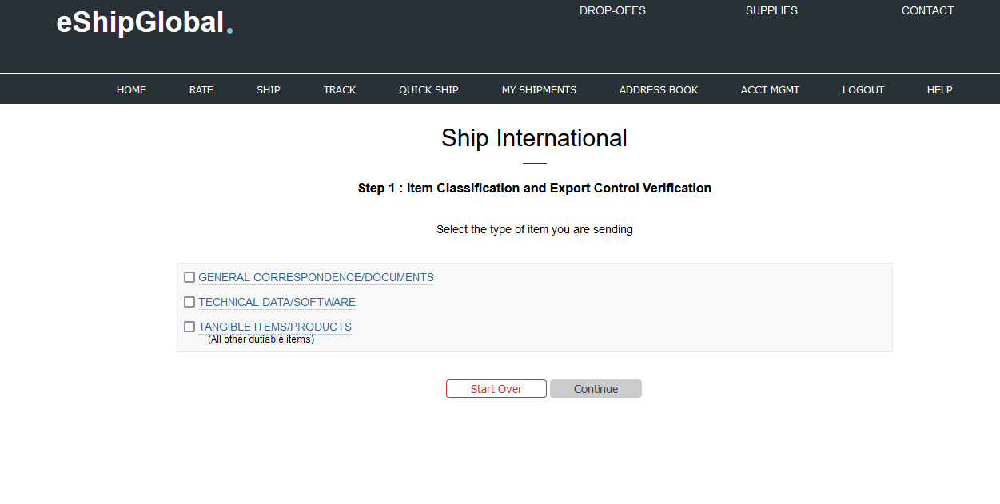 eShipGlobal.
DROP-OFFS SUPPLIES CONTACT
HOME RATE SHIP TRACK QUICK SHIP MY SHIPMENTS ADDRESS BOOK ACCT MGMT LOGOUT HELP
Ship International
Step 1 : Item Classification and Export Control Verification
Select the type of item you are sending
GENERAL CORRESPONDENCE/DOCUMENTS
TECHNICAL DATA/SOFTWARE
TANGIBLE ITEMS/PRODUCTS
(All other dutiable items)
Start Over Continue